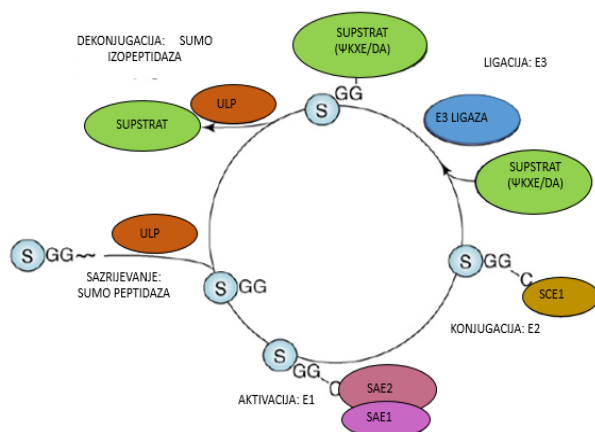 DEKONJUGACIJA: SUMO
IZOPEPTIDAZA
SUPSTRAT
(ΨKXE/DA)
LIGACIJA: E3
GG
S
ULP
SUPSTRAT
E3 LIGAZA
SUPSTRAT
(ΨKXE/DA)
ULP
S GG~~
SAZRIJEVANJE:
SUMO PEPTIDAZA
S GG
S GG
C
SCE1
KONJUGACIJA: E2
S
GG
C
SAE2
AKTIVACIJA: E1
SAE1